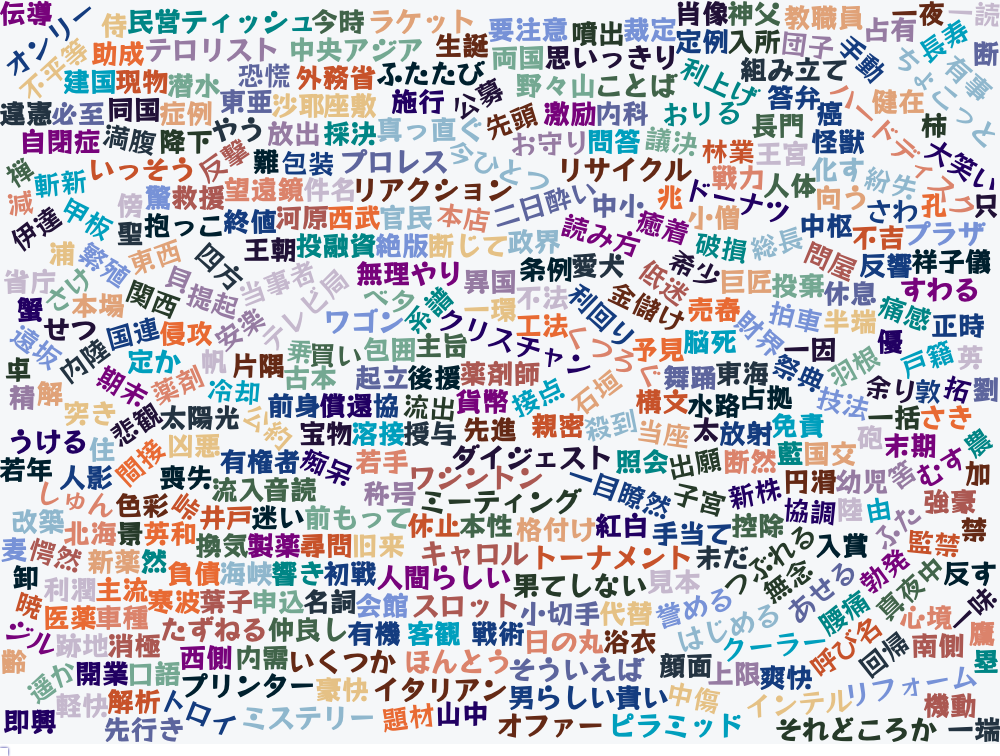 伝導 オンリー 侍 民営 ティッシュ 今時 ラケット 要注意 噴出 裁定 肖像 神父 教職員 占有 一夜 一読
不平等 助成 テロリスト 中央アジア 生誕 両国 思いっきり 定例 入所 団子 手動 ちょこっと 長寿 有事 断
建国 現物 潜水 恐慌 外務省 ふたたび 野々山 ことば 利上げ 組み立て 答弁 癌 ハードディスク 健在
違憲 必至 同国 症例 東亜 沙耶 座敷 施行 公募 先頭 激励 内科 おりる 長門 怪獣 柿 大笑い
自閉症 満腹 降下 やう 放出 採決 真っ直ぐ お守り 問答 議決 林業 王宮 化す 紛失
禅 斬新 いっそう 反撃 難 包装 プロレス 今ひとつ リサイクル 戦力 人体 向う さわ 孔 只
減 甲板 傍 驚 救援 望遠鏡 件名 リアクション 二日酔い 中小 兆 ドーナツ 小僧 中枢 不吉 プラザ
伊達 聖 抱っこ 終値 河原 西武 官民 本店 読み方 癒着 破損 総長 問屋 反響 祥子 儀
浦 繁殖 東西 四方 王朝 投融資 絶版 断じて 政界 条例 愛犬 低迷 希少 巨匠 投棄 休息 すわる
省庁 さけ 本場 関西 目 提起 当事者 無理やり 異国 不法 利回り 金儲け 売春 拍車 半端 痛感 正時
蟹 せつ 国連 侵攻 安楽 テレビ局 ワゴン ベタ 系譜 一環 クリスチャン 工法 くつろぐ 予見 脳死 財界 一因 優
遠坂 内陸 定か 帆 片隅 乗 買い 包囲 主旨 舞踊 東海 祭典 羽根 戸籍 英
卓 期末 薬剤 冷却 古本 起立 後援 薬剤師 接点 石垣 構文 水路 占拠 技法 余り 敦 拓 劉
精 解 突き 悲観 太陽光 公約 前身 償還 協 流出 貨幣 親密 殺到 当座 太 放射 免責 一括 さき
うける 住 間接 凶悪 宝物 溶接 授与 先進 ダイジェスト 照会 出願 断然 藍 国交 砲 末期 農
若年 人影 喪失 有権者 痴呆 若手 ワシントン 一目瞭然 子宮 新株 円滑 幼児 筈 むす 加
しゅん 色彩 峠 流入 音読 称号 ミーティング 協調 陸 由 強豪
改築 北海 景 英和 井戸 迷い 前もって 休止 本性 格付け 紅白 手当て 控除 入賞 ふた 監禁 禁
麦 愕然 新薬 然 換気 製薬 尋問 旧来 キャロル トーナメント 未だ つぶれる 無念 勃発
卸 利潤 主流 負債 海峡 響き 初戦 人間らしい 果てしない 見本 あせる 真夜中 反す
暁 医薬 車種 寒波 葉子 申込 名詞 会館 スロット 小切手 代替 誉める 腰痛 心境 一時
ジル 跡地 消極 たずねる 仲良し 有機 客観 戦術 日の丸 浴衣 はじめる クーラー 呼び名 回帰 南側 鷹
齢 遥か 開業 口語 西側 内需 いくつか ほんとう そういえば 顔面 上限 爽快 塁
軽快 解析 プリンター 豪快 イタリアン 男らしい 貴い 中傷 インテル リフォーム 機動
即興 先行き トロイ ミステリー 題材 山中 オファー ピラミッド それどころか 一端